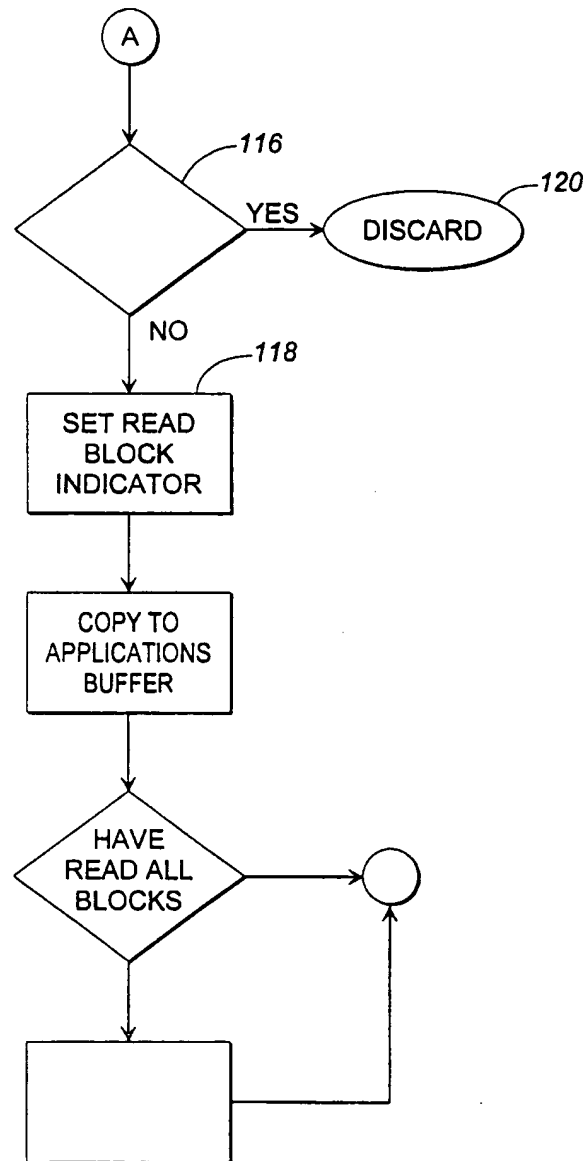 A
116
YES
DISCARD
120
NO
118
SET READ
BLOCK
INDICATOR
COPY TO
APPLICATIONS
BUFFER
HAVE
READ ALL
BLOCKS